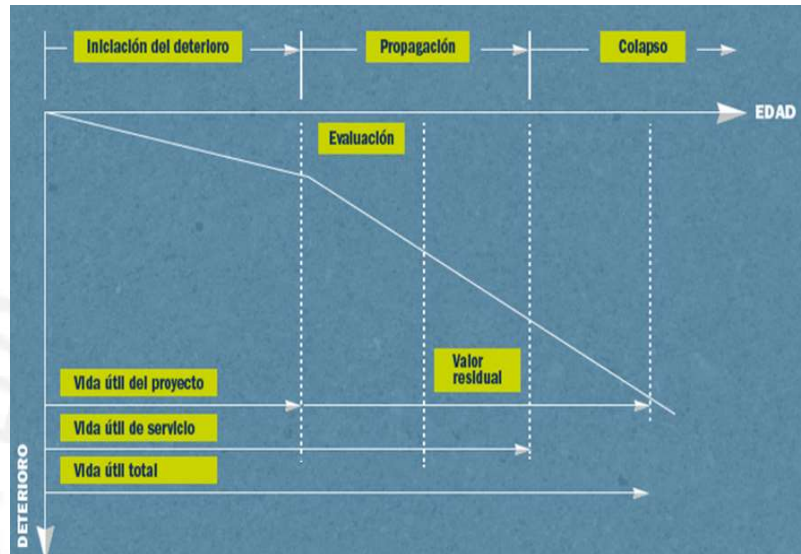 Iniciación del deterioro
Propagación
Colapso
EDAD
Evaluación
Valor
residual
Vida útil del proyecto
Vida útil de servicio
Vida útil total
DETERIORO